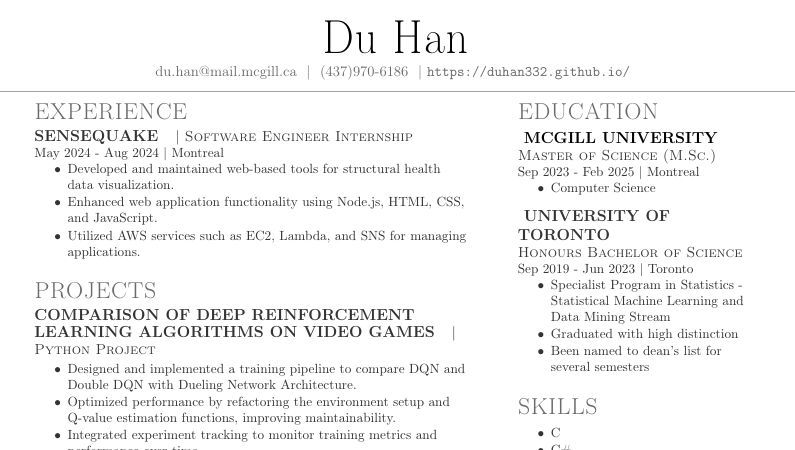 Du Han
du.han@mail.mcgill.ca | (437)970-6186 | https://duhan332.github.io/
EXPERIENCE
SENSEQUAKE | Software Engineer Internship
May 2024 - Aug 2024 | Montreal
• Developed and maintained web-based tools for structural health
data visualization.
• Enhanced web application functionality using Node.js, HTML, CSS,
and JavaScript.
• Utilized AWS services such as EC2, Lambda, and SNS for managing
applications.
PROJECTS
COMPARISON OF DEEP REINFORCEMENT
LEARNING ALGORITHMS ON VIDEO GAMES |
Python Project
• Designed and implemented a training pipeline to compare DQN and
Double DQN with Dueling Network Architecture.
• Optimized performance by refactoring the environment setup and
Q-value estimation functions, improving maintainability.
• Integrated experiment tracking to monitor training metrics and
performance over time.
EDUCATION
MCGILL UNIVERSITY
Master of Science (M.Sc.)
Sep 2023 - Feb 2025 | Montreal
• Computer Science
UNIVERSITY OF
TORONTO
Honours Bachelor of Science
Sep 2019 - Jun 2023 | Toronto
• Specialist Program in Statistics -
Statistical Machine Learning and
Data Mining Stream
• Graduated with high distinction
• Been named to dean's list for
several semesters
SKILLS
• C
• C#